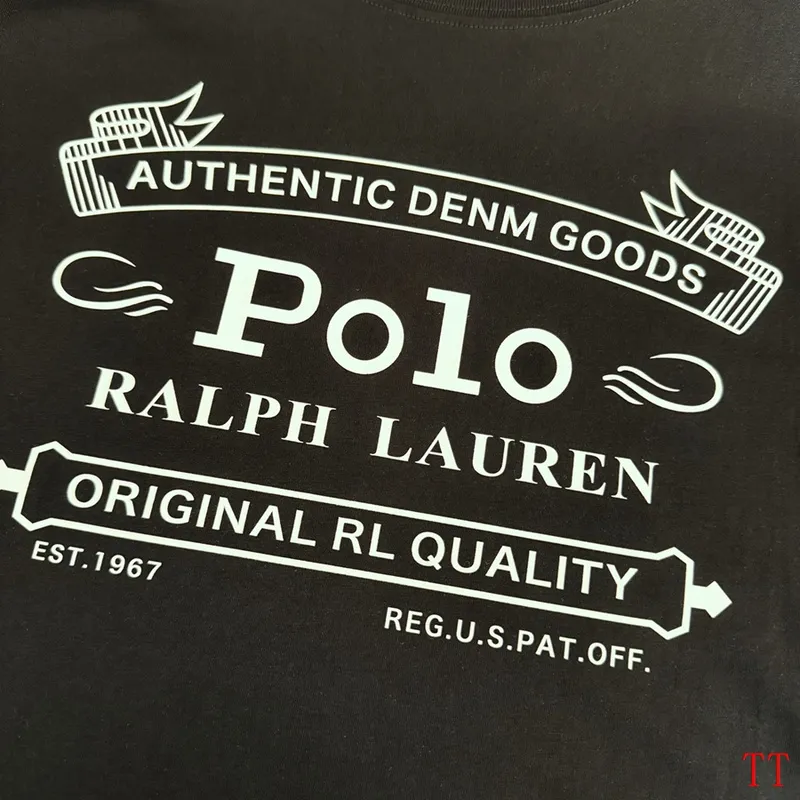 AUTHENTIC DENM GOODS
Polo
RALPH LAUREN
ORIGINAL RL QUALITY
EST.1967
REG.U.S.PAT.OFF.
TT